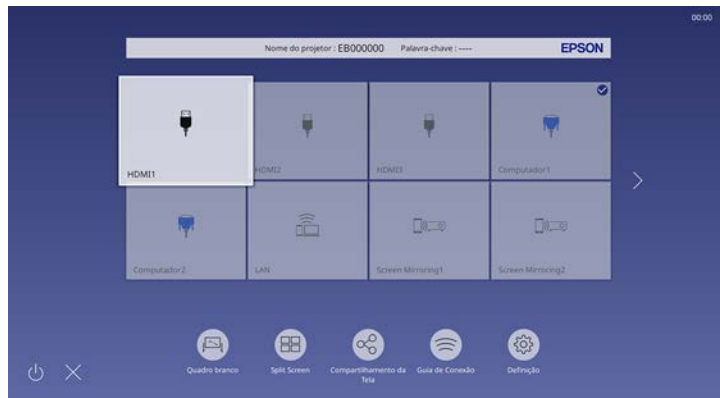 00:00
Nome do projetor : EB000000 Palavra-chave : ---- EPSON
HDMI1 HDMI2 HDMI3 Computador1
Computador2 LAN Screen Mirroring1 Screen Mirroring2
Quadro branco Split Screen Compartilhamento da Guia de Conexão Definição
Tela